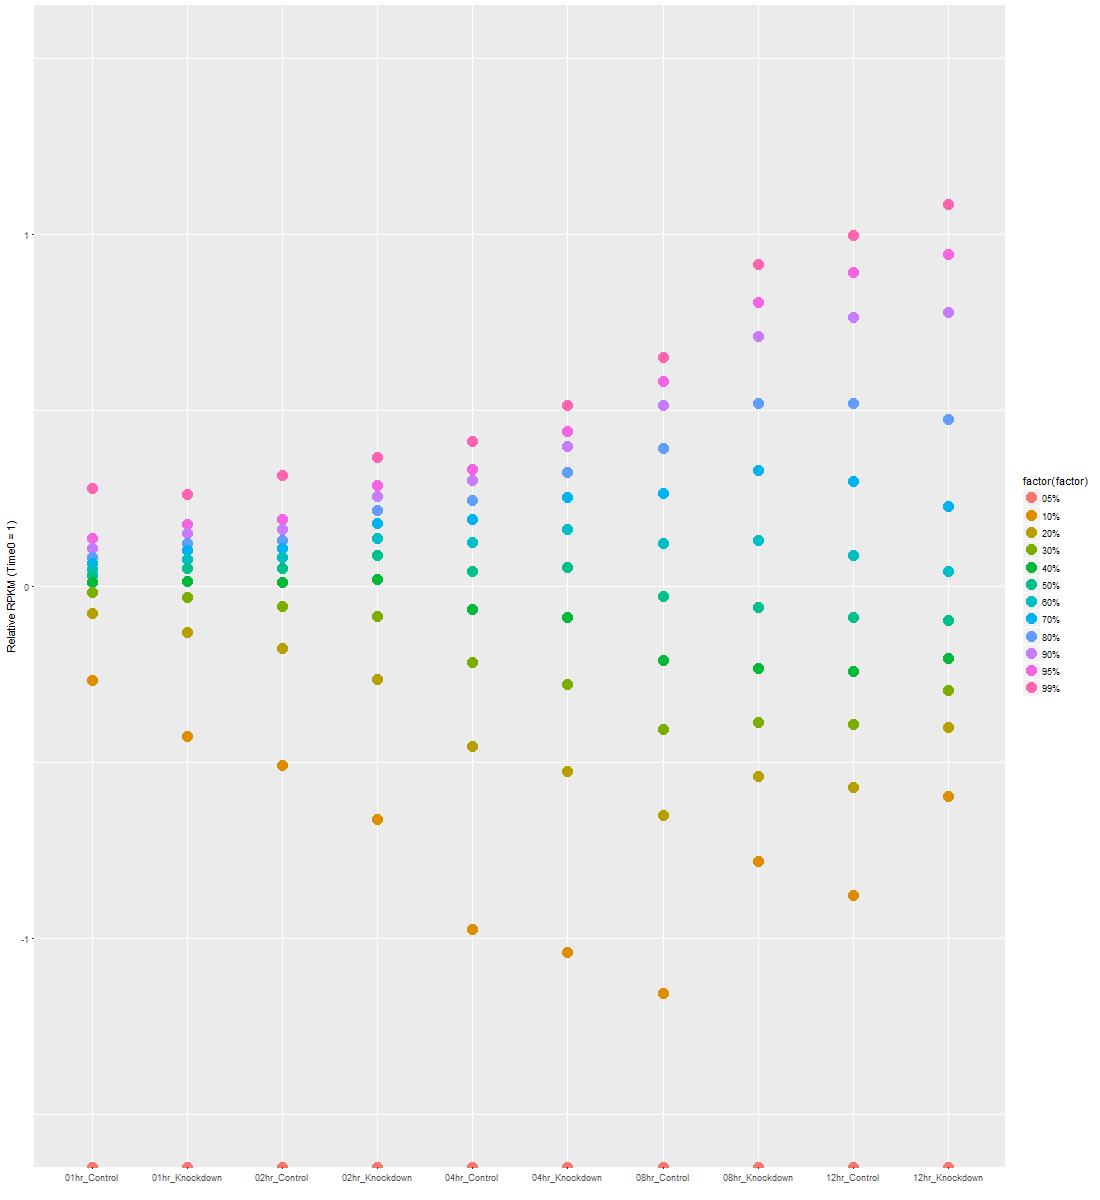 Relative RPKM (Time0 = 1)
1
0
-1
01hr_Control
01hr_Knockdown
02hr_Control
02hr_Knockdown
04hr_Control
04hr_Knockdown
08hr_Control
08hr_Knockdown
12hr_Control
12hr_Knockdown
factor(factor)
05%
10%
20%
30%
40%
50%
60%
70%
80%
90%
95%
99%